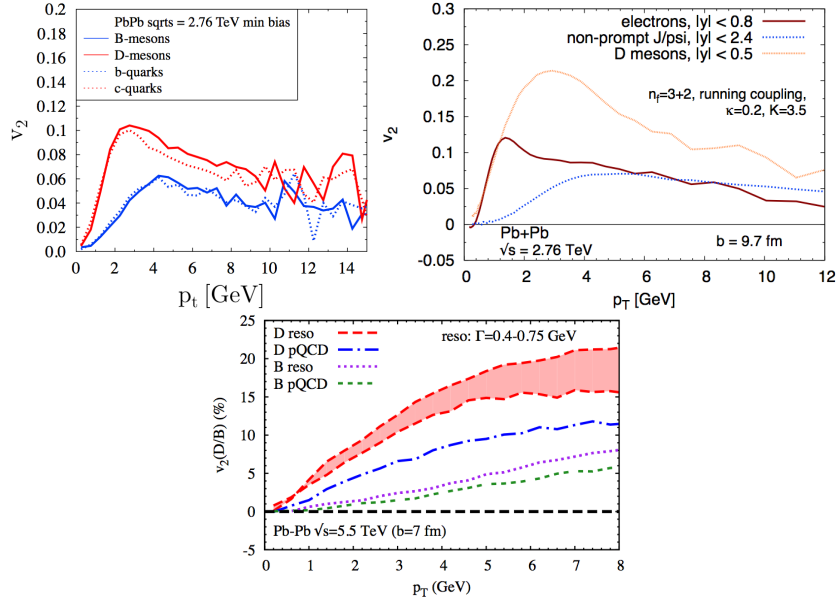 PbPb sqrts = 2.76 TeV min bias
B-mesons
D-mesons
b-quarks
c-quarks
0.2
0.18
0.16
0.14
0.12
0.1
0.08
0.06
0.04
0.02
0.0
v2
0 2 4 6 8 10 12 14
pt [GeV]
electrons, |y| < 0.8
non-prompt J/psi, |y| < 2.4
D mesons, |y| < 0.5
nf=3+2, running coupling,
κ=0.2, K=3.5
0.3
0.25
0.2
0.15
0.1
0.05
0
-0.05
v2
Pb+Pb
√s = 2.76 TeV
b = 9.7 fm
0 2 4 6 8 10 12
pT [GeV]
D reso
D pQCD
B reso
B pQCD
reso: Γ=0.4-0.75 GeV
25
20
15
10
5
0
-5
v2(D/B) (%)
Pb-Pb √s=5.5 TeV (b=7 fm)
0 1 2 3 4 5 6 7 8
pT (GeV)